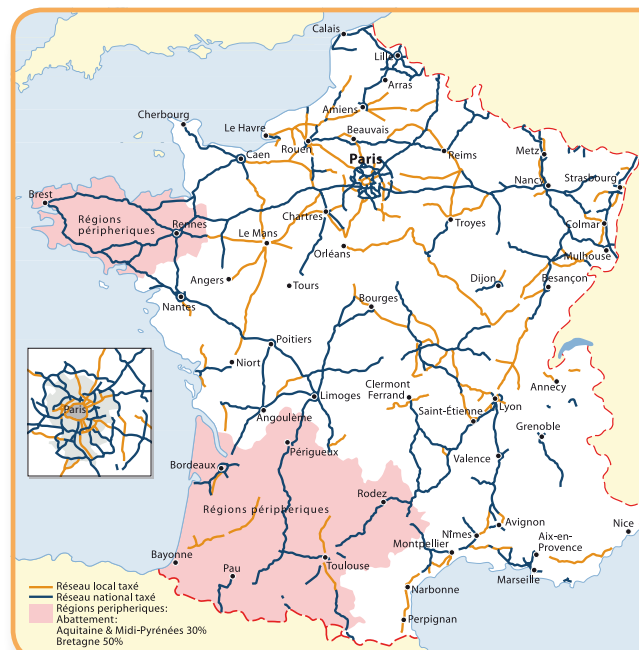 Calais
Lille
Arras
Amiens
Cherbourg
Le Havre
Beauvais
Rouen
Caen
Paris
Reims
Metz
Nancy
Strasbourg
Brest
Régions
péripheriques
Rennes
Chartres
Le Mans
Troyes
Colmar
Orléans
Mulhouse
Angers
Tours
Dijon
Besançon
Nantes
Bourges
Poitiers
Niort
Paris
Limoges
Clermont
Ferrand
Annecy
Lyon
Angoulème
Saint-Étienne
Grenoble
Périgueux
Bordeaux
Valence
Rodez
Régions péripheriques
Avignon
Nîmes
Nice
Montpellier
Aix-en-
Provence
Bayonne
Pau
Toulouse
Marseille
Narbonne
Perpignan
Réseau local taxé
Réseau national taxé
Régions peripheriques:
Abattement:
Aquitaine & Midi-Pyrénées 30%
Bretagne 50%